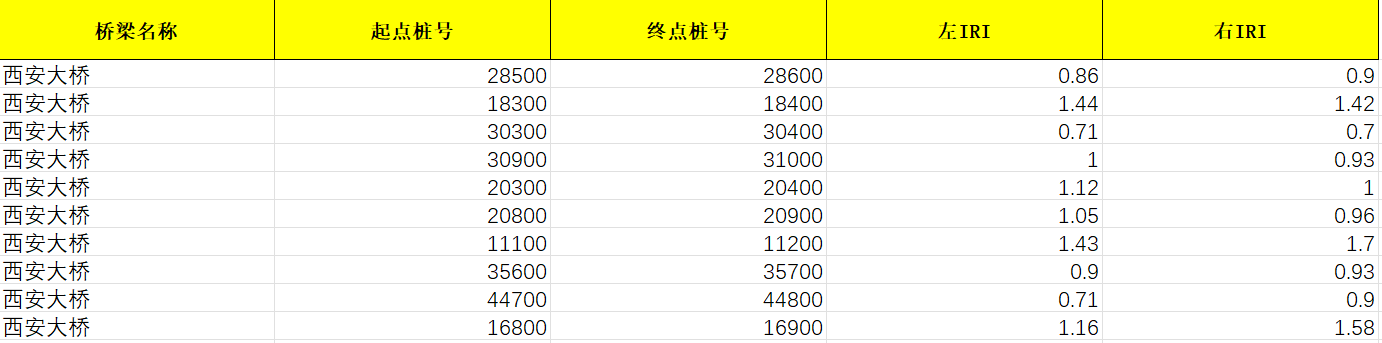 桥梁名称 起点桩号 终点桩号 左IRI 右IRI
西安大桥 28500 28600 0.86 0.9
西安大桥 18300 18400 1.44 1.42
西安大桥 30300 30400 0.71 0.7
西安大桥 30900 31000 1 0.93
西安大桥 20300 20400 1.12 1
西安大桥 20800 20900 1.05 0.96
西安大桥 11100 11200 1.43 1.7
西安大桥 35600 35700 0.9 0.93
西安大桥 44700 44800 0.71 0.9
西安大桥 16800 16900 1.16 1.58